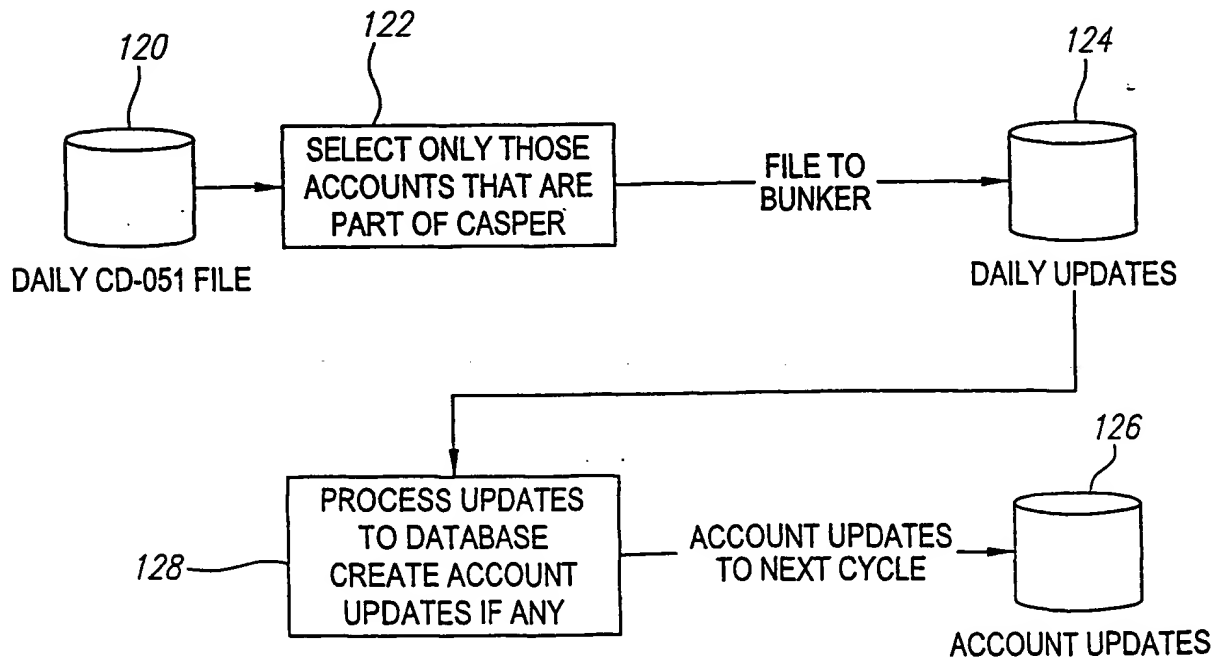 120
122
124
SELECT ONLY THOSE
ACCOUNTS THAT ARE
PART OF CASPER
FILE TO
BUNKER
DAILY CD-051 FILE
DAILY UPDATES
126
PROCESS UPDATES
TO DATABASE
CREATE ACCOUNT
UPDATES IF ANY
128
ACCOUNT UPDATES
TO NEXT CYCLE
ACCOUNT UPDATES